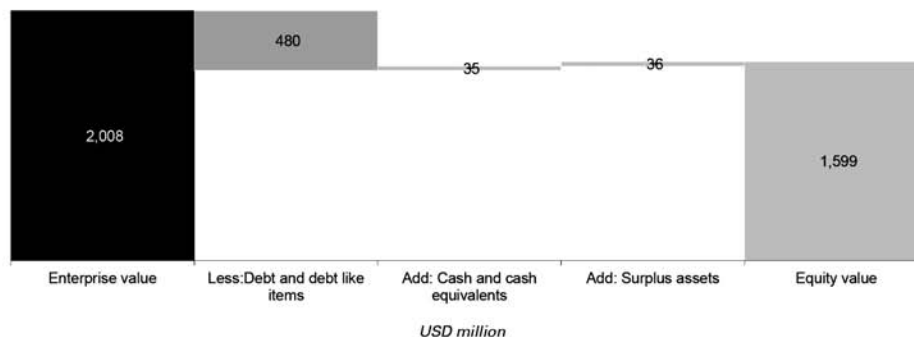 480
35
36
2,008
1,599
Enterprise value
Less:Debt and debt like
items
Add: Cash and cash
equivalents
Add: Surplus assets
Equity value
USD million